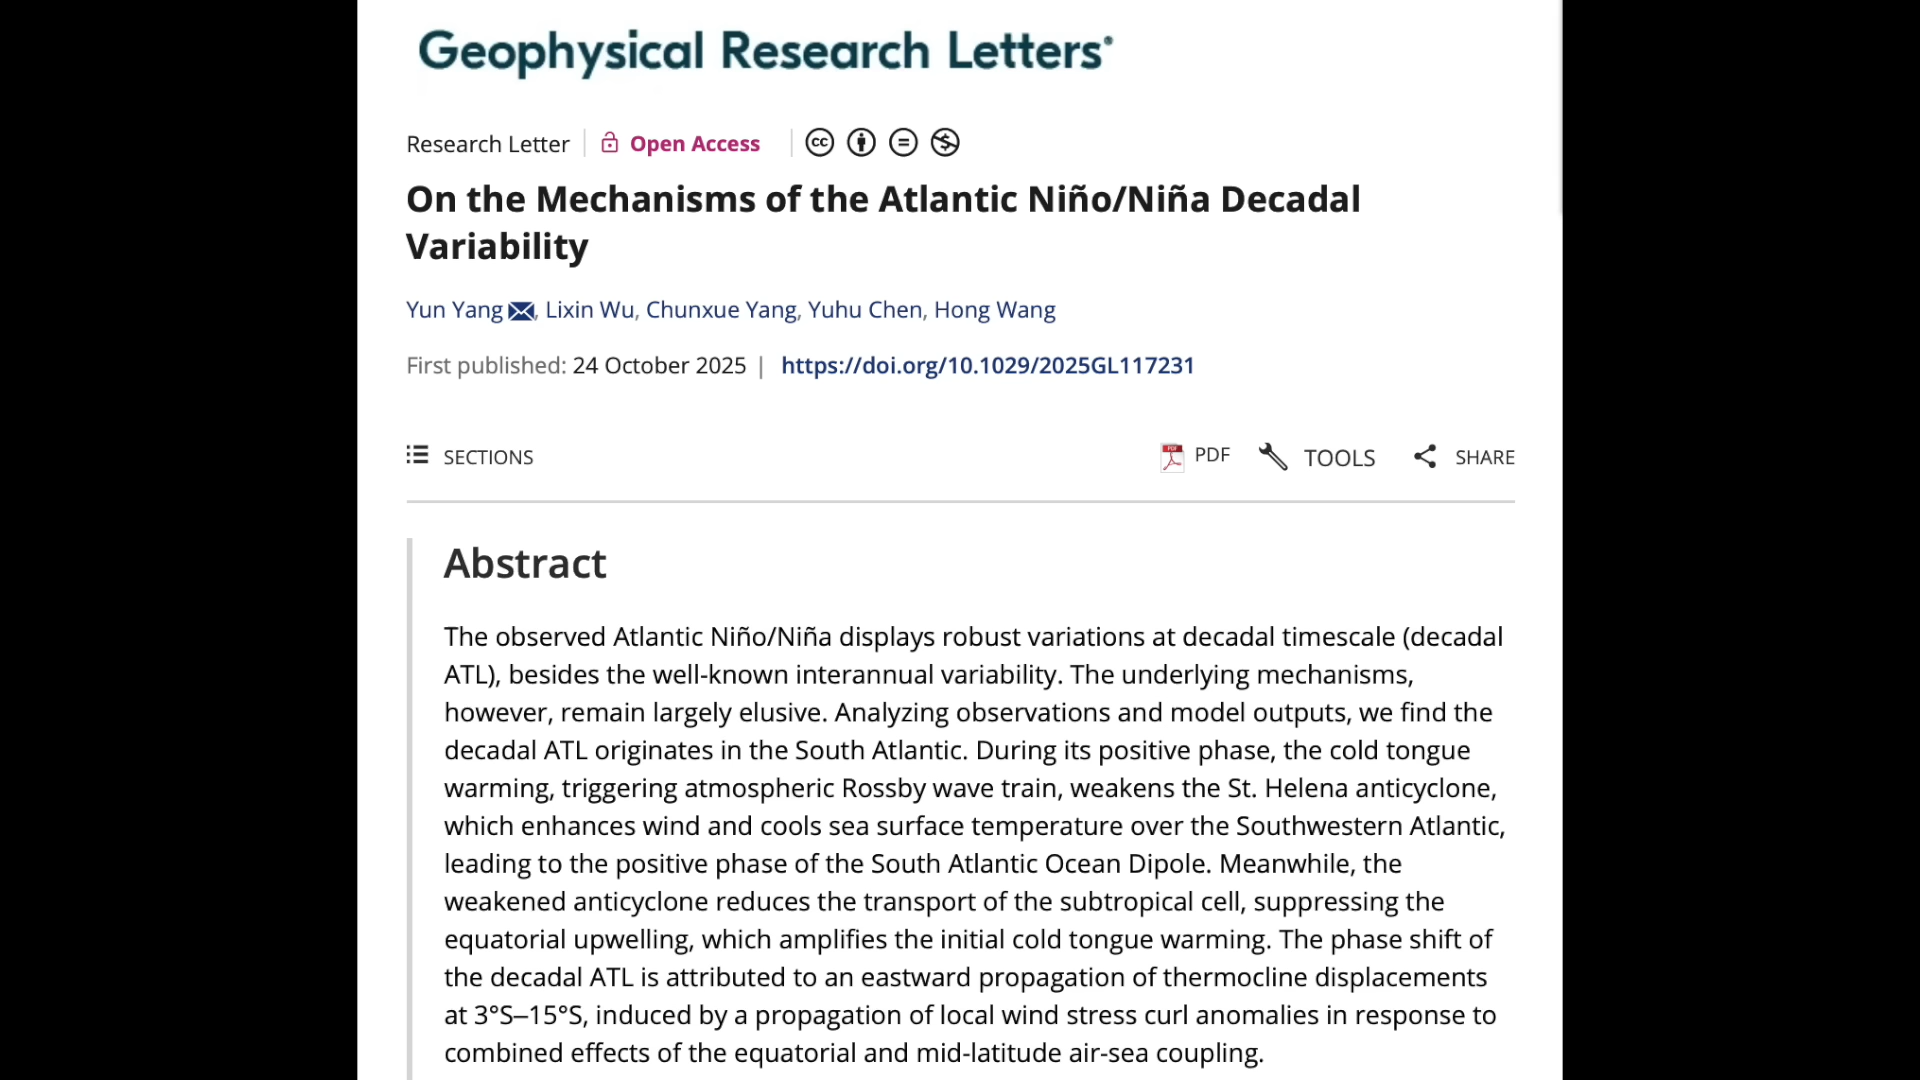 Geophysical Research Letters®
Research Letter | Open Access
On the Mechanisms of the Atlantic Niño/Niña Decadal
Variability
Yun Yang, Lixin Wu, Chunxue Yang, Yuhu Chen, Hong Wang
First published: 24 October 2025 | https://doi.org/10.1029/2025GL117231
SECTIONS PDF TOOLS SHARE
Abstract
The observed Atlantic Niño/Niña displays robust variations at decadal timescale (decadal
ATL), besides the well-known interannual variability. The underlying mechanisms,
however, remain largely elusive. Analyzing observations and model outputs, we find the
decadal ATL originates in the South Atlantic. During its positive phase, the cold tongue
warming, triggering atmospheric Rossby wave train, weakens the St. Helena anticyclone,
which enhances wind and cools sea surface temperature over the Southwestern Atlantic,
leading to the positive phase of the South Atlantic Ocean Dipole. Meanwhile, the
weakened anticyclone reduces the transport of the subtropical cell, suppressing the
equatorial upwelling, which amplifies the initial cold tongue warming. The phase shift of
the decadal ATL is attributed to an eastward propagation of thermocline displacements
at 3°S–15°S, induced by a propagation of local wind stress curl anomalies in response to
combined effects of the equatorial and mid-latitude air-sea coupling.